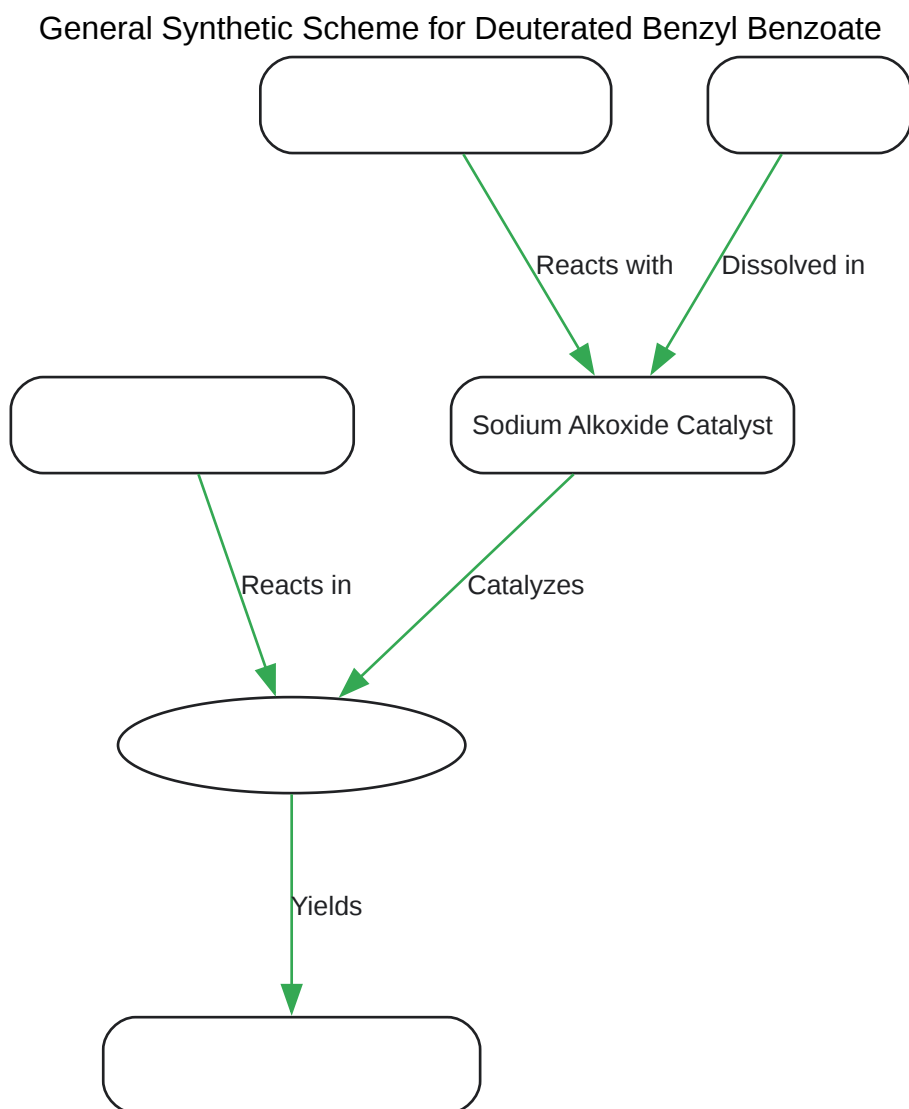 General Synthetic Scheme for Deuterated Benzyl Benzoate
Reacts with
Dissolved in
Sodium Alkoxide Catalyst
Reacts in
Catalyzes
Yields